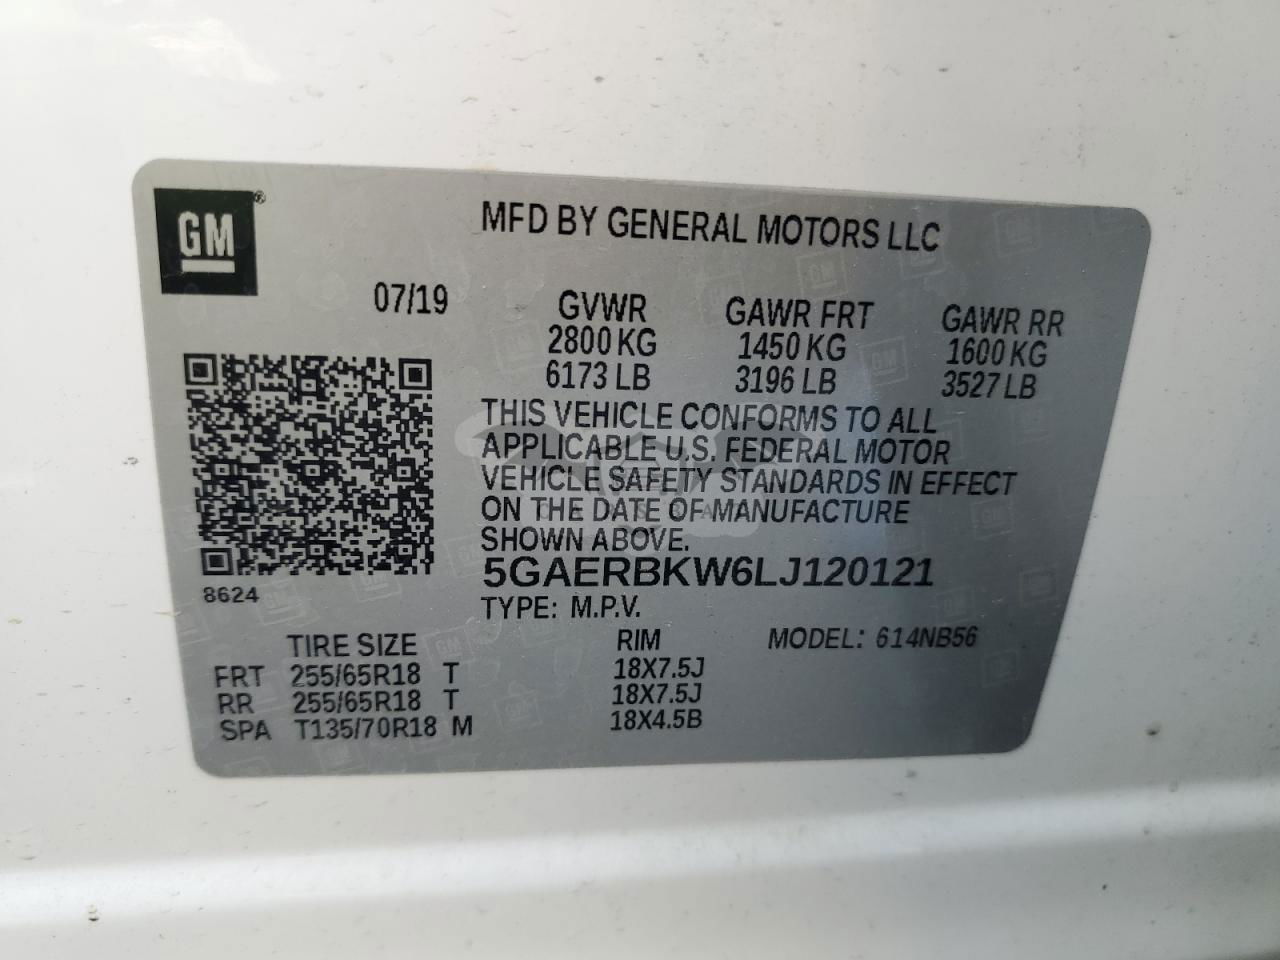 GM ®
MFD BY GENERAL MOTORS LLC
07/19
GVWR GAWR FRT GAWR RR
2800 KG 1450 KG 1600 KG
6173 LB 3196 LB 3527 LB
THIS VEHICLE CONFORMS TO ALL
APPLICABLE U.S. FEDERAL MOTOR
VEHICLE SAFETY STANDARDS IN EFFECT
ON THE DATE OF MANUFACTURE
SHOWN ABOVE.
5GAERBKW6LJ120121
8624
TYPE: M.P.V.
TIRE SIZE RIM MODEL: 614NB56
FRT 255/65R18 T 18X7.5J
RR 255/65R18 T 18X7.5J
SPA T135/70R18 M 18X4.5B